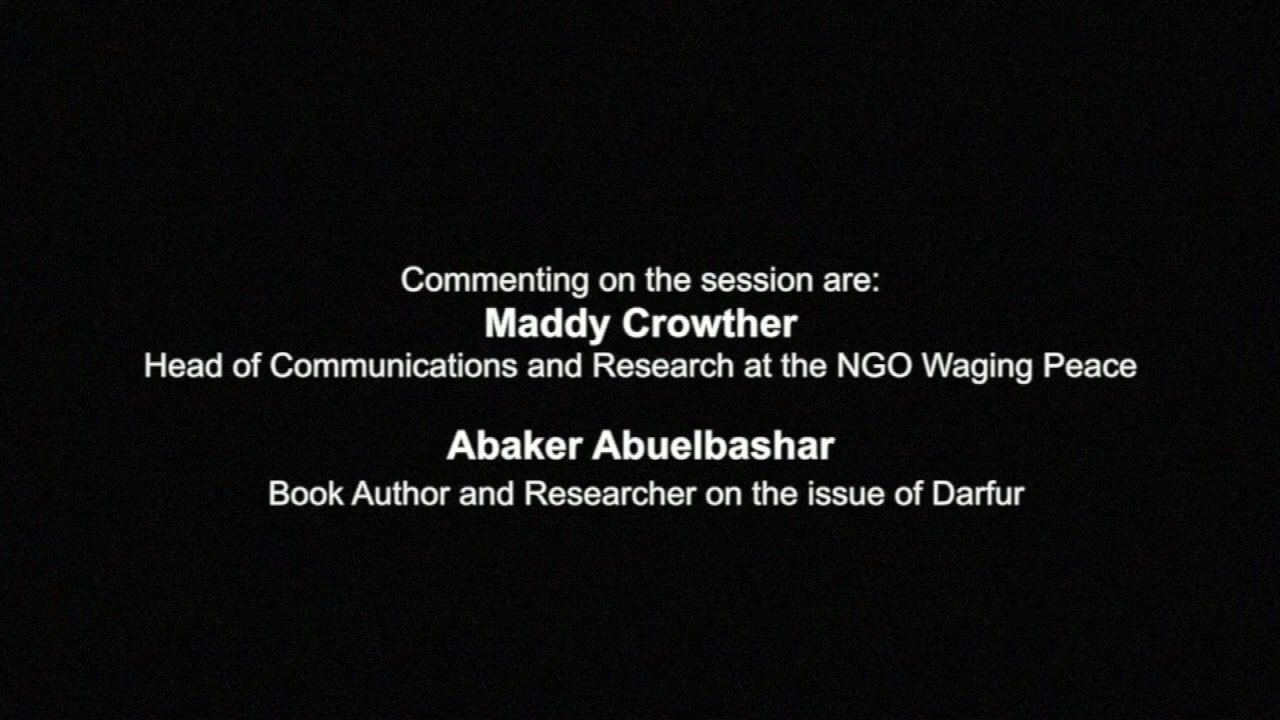 Commenting on the session are:
Maddy Crowther
Head of Communications and Research at the NGO Waging Peace
Abaker Abuelbashar
Book Author and Researcher on the issue of Darfur